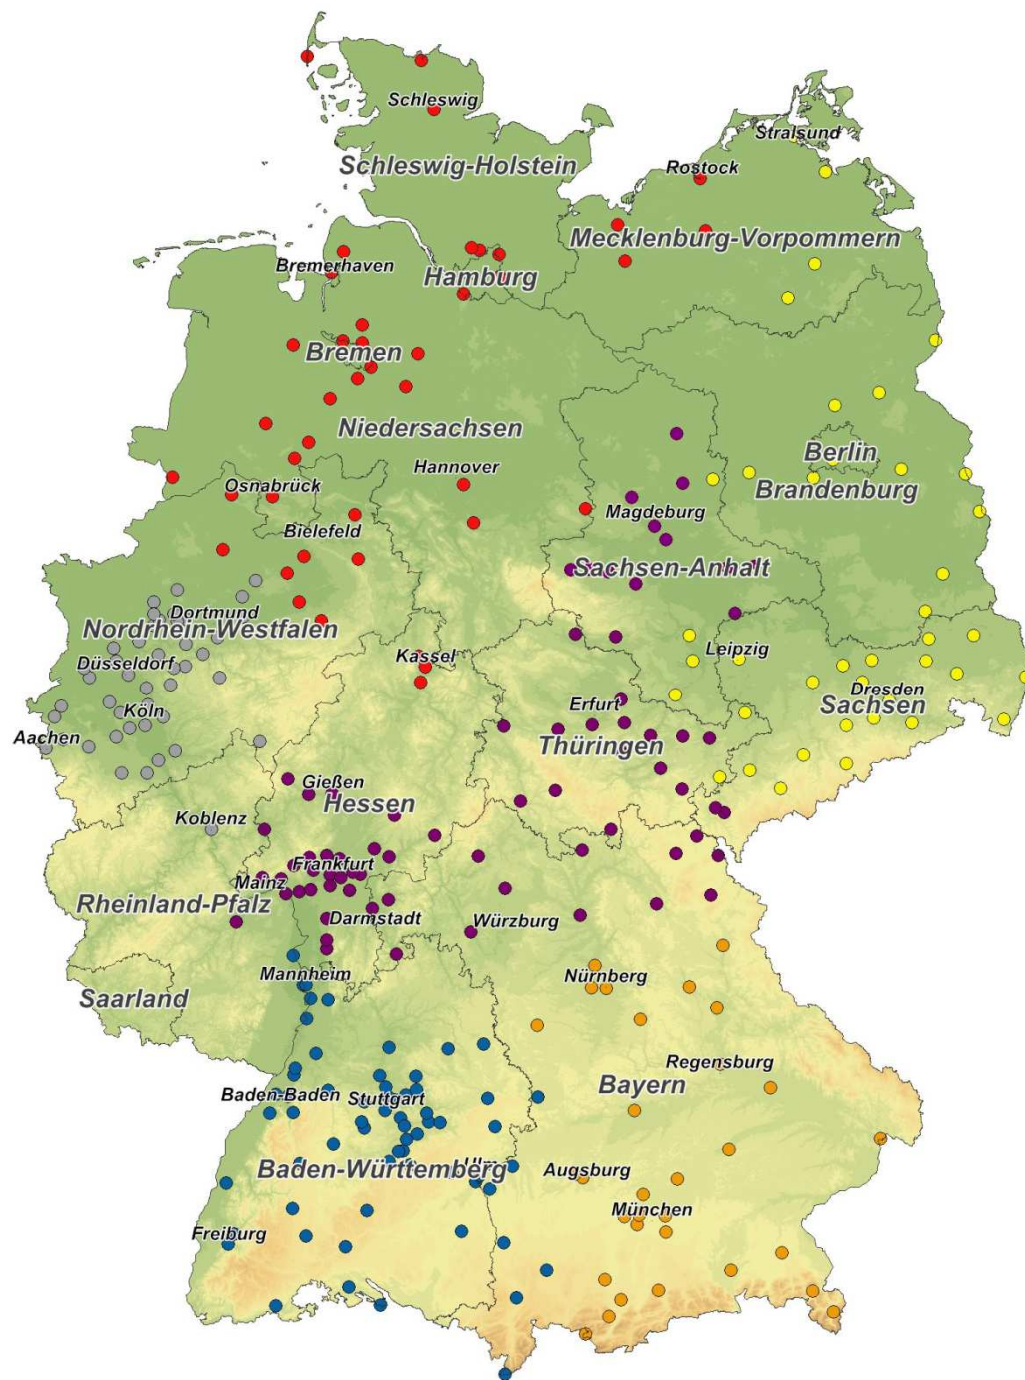 Schleswig
Stralsund
Schleswig-Holstein
Rostock
Mecklenburg-Vorpommern
Bremerhaven
Hamburg
Bremen
Niedersachsen
Berlin
Hannover
Osnabrück
Brandenburg
Magdeburg
Bielefeld
Sachsen-Anhalt
Dortmund
Nordrhein-Westfalen
Leipzig
Kassel
Düsseldorf
Dresden
Erfurt
Sachsen
Köln
Aachen
Thüringen
Gießen
Hessen
Koblenz
Frankfurt
Mainz
Rheinland-Pfalz
Darmstadt
Würzburg
Mannheim
Nürnberg
Saarland
Regensburg
Bayern
Baden-Baden
Stuttgart
Ulm
Baden-Württemberg
Augsburg
München
Freiburg